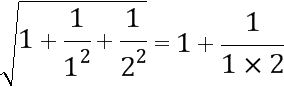 √(1 + 1/1² + 1/2²) = 1 + 1/(1 × 2)